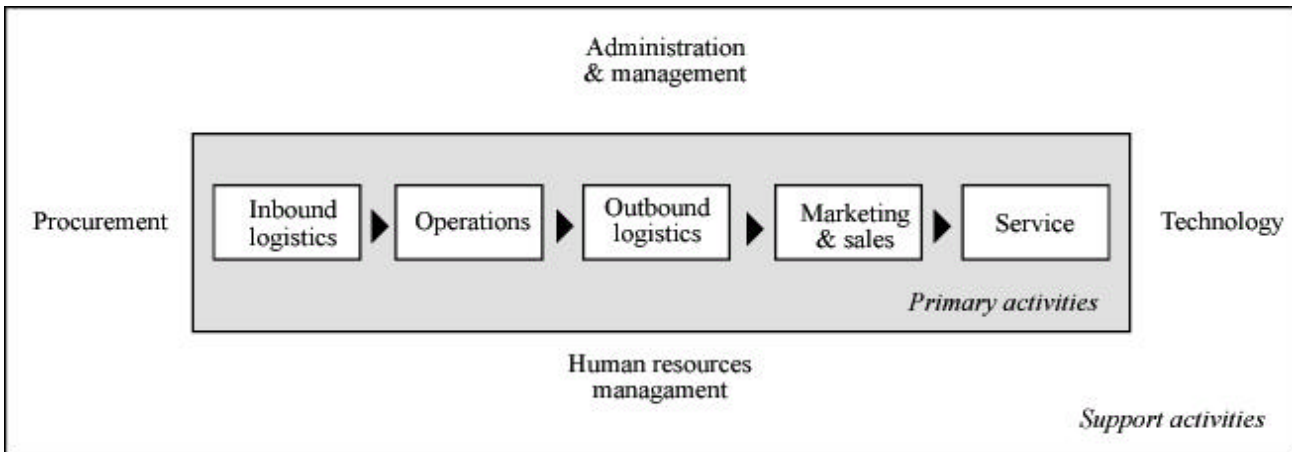 Administration
& management
Procurement
Inbound
logistics
Operations
Outbound
logistics
Marketing
& sales
Service
Technology
Primary activities
Human resources
managament
Support activities